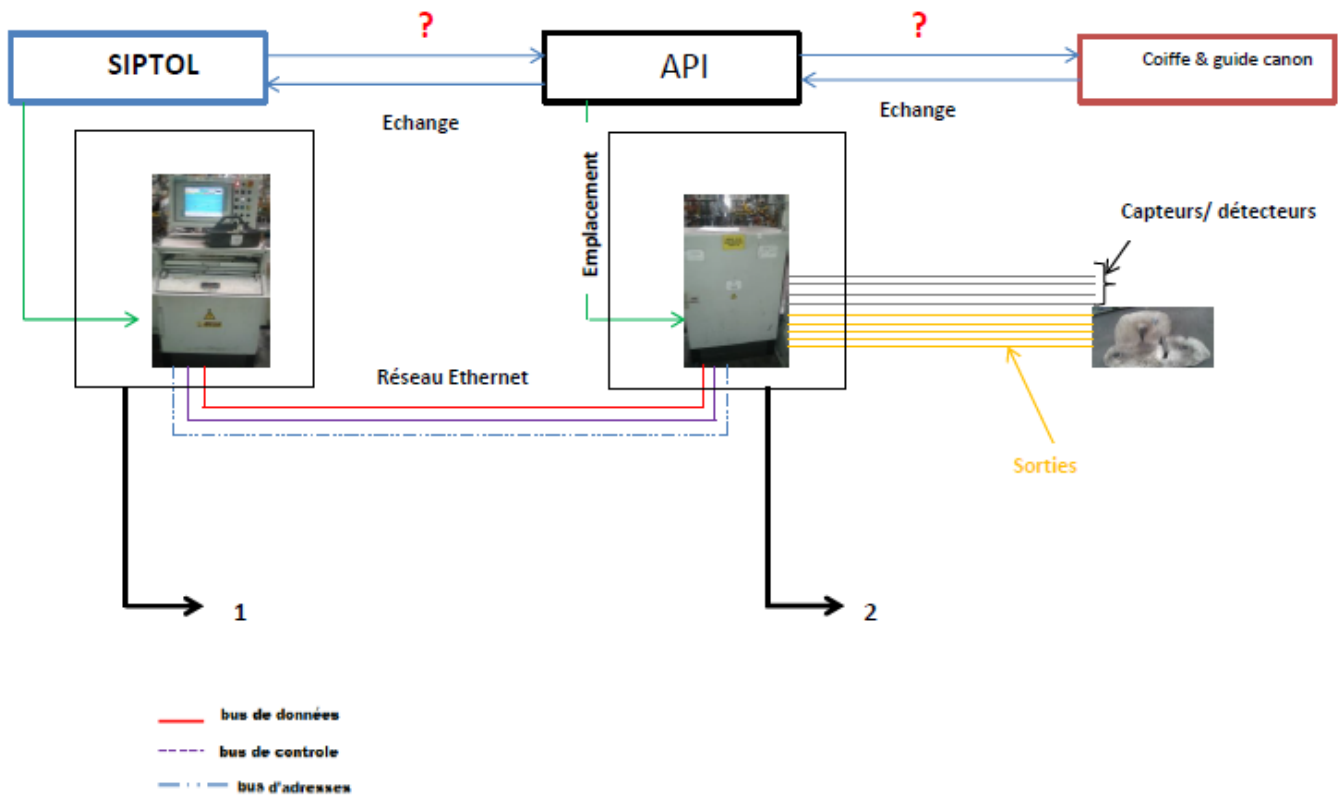 ? ?
SIPTOL API Coiffe & guide canon
Echange Echange
Emplacement
Capteurs/ détecteurs
Réseau Ethernet
Sorties
1 2
bus de données
bus de controle
bus d'adresses